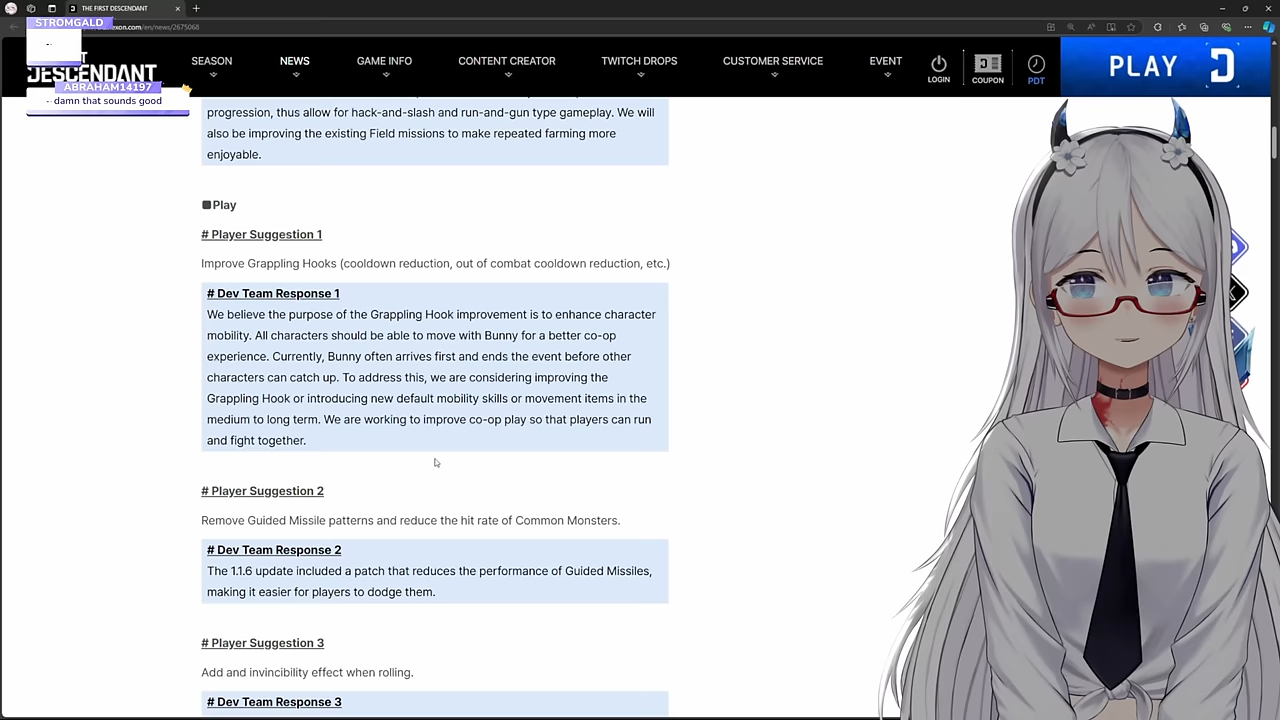 THE FIRST DESCENDANT
STROMGALD
exon.com/en/news/2675068
DESCENDANT
SEASON
NEWS
GAME INFO
CONTENT CREATOR
TWITCH DROPS
CUSTOMER SERVICE
EVENT
LOGIN
COUPON
PDT
PLAY
ABRAHAM14197
damn that sounds good
progression, thus allow for hack-and-slash and run-and-gun type gameplay. We will
also be improving the existing Field missions to make repeated farming more
enjoyable.
Play
# Player Suggestion 1
Improve Grappling Hooks (cooldown reduction, out of combat cooldown reduction, etc.)
# Dev Team Response 1
We believe the purpose of the Grappling Hook improvement is to enhance character
mobility. All characters should be able to move with Bunny for a better co-op
experience. Currently, Bunny often arrives first and ends the event before other
characters can catch up. To address this, we are considering improving the
Grappling Hook or introducing new default mobility skills or movement items in the
medium to long term. We are working to improve co-op play so that players can run
and fight together.
# Player Suggestion 2
Remove Guided Missile patterns and reduce the hit rate of Common Monsters.
# Dev Team Response 2
The 1.1.6 update included a patch that reduces the performance of Guided Missiles,
making it easier for players to dodge them.
# Player Suggestion 3
Add and invincibility effect when rolling.
# Dev Team Response 3